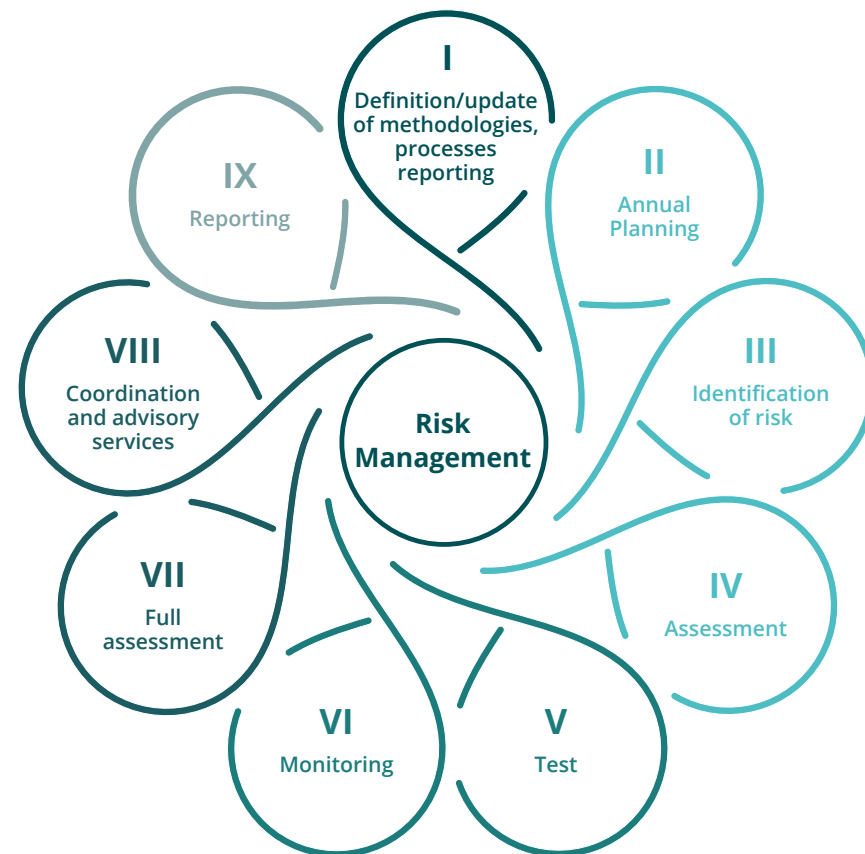 I
Definition/update
of methodologies,
processes
reporting
II
Annual
Planning
III
Identification
of risk
IV
Assessment
V
Test
VI
Monitoring
VII
Full
assessment
VIII
Coordination
and advisory
services
IX
Reporting
Risk
Management